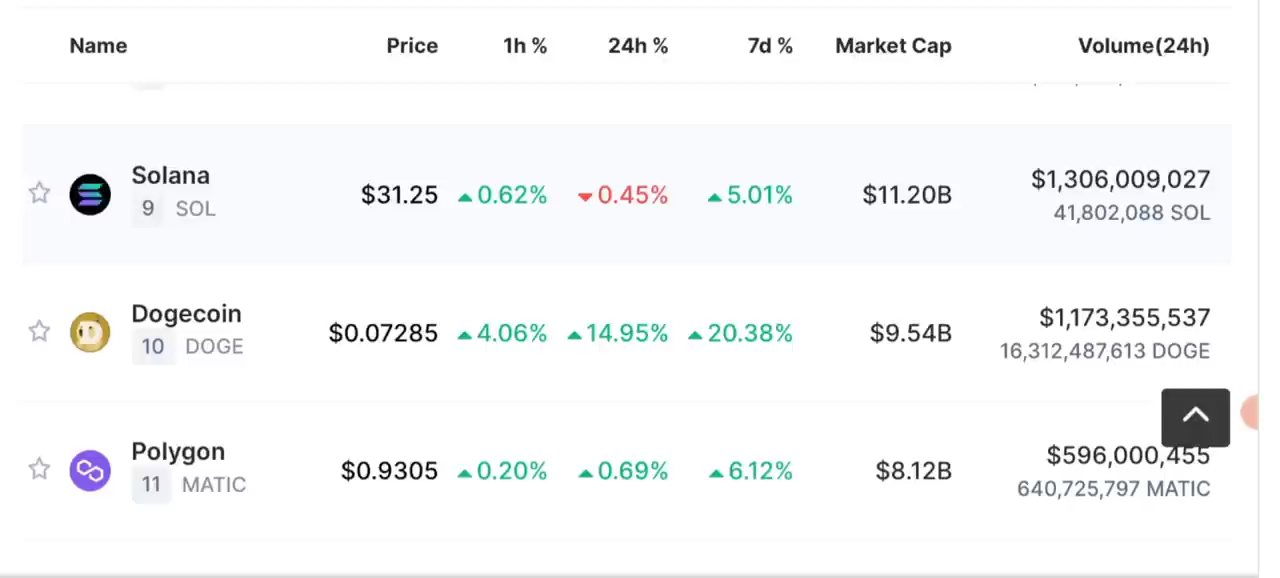 Name Price 1h % 24h % 7d % Market Cap Volume(24h)
Solana
9 SOL
$31.25 0.62% 0.45% 5.01% $11.20B
$1,306,009,027
41,802,088 SOL
Dogecoin
10 DOGE
$0.07285 4.06% 14.95% 20.38% $9.54B
$1,173,355,537
16,312,487,613 DOGE
Polygon
11 MATIC
$0.9305 0.20% 0.69% 6.12% $8.12B
$596,000,455
640,725,797 MATIC